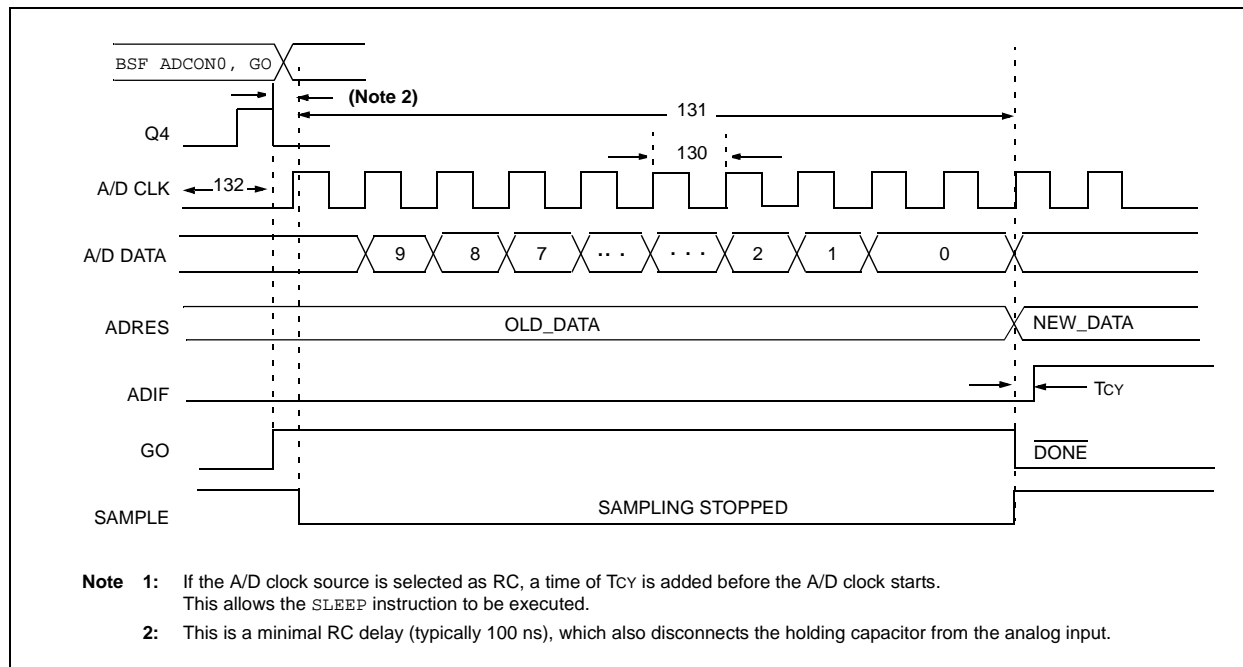 BSF ADCON0, GO
(Note 2)
131
Q4
130
A/D CLK
132
A/D DATA
9 8 7 ... ... 2 1 0
ADRES
OLD_DATA
NEW_DATA
ADIF
TCY
GO
DONE
SAMPLE
SAMPLING STOPPED
Note 1: If the A/D clock source is selected as RC, a time of TCY is added before the A/D clock starts.
This allows the SLEEP instruction to be executed.
2: This is a minimal RC delay (typically 100 ns), which also disconnects the holding capacitor from the analog input.